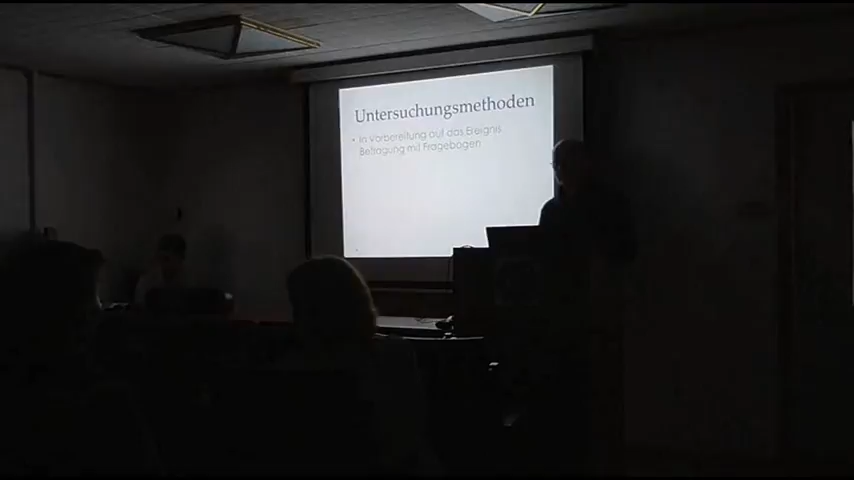 Untersuchungsmethoden
• In Vorbereitung auf das Ereignis
Befragung mit Fragebögen